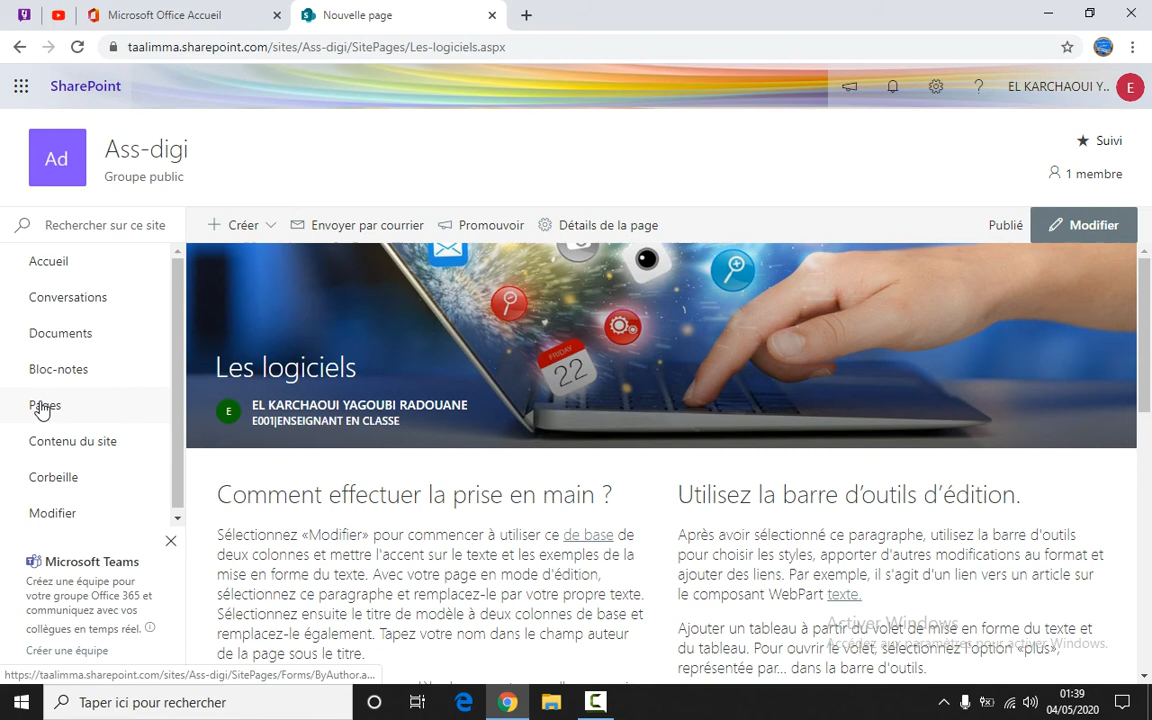 Microsoft Office Accueil
Nouvelle page
taalimma.sharepoint.com/sites/Ass-digi/SitePages/Les-logiciels.aspx
SharePoint
EL KARCHAOUI Y..
E
Ad
Ass-digi
Groupe public
Suivi
1 membre
Rechercher sur ce site
Créer
Envoyer par courrier
Promouvoir
Détails de la page
Publié
Modifier
Accueil
Conversations
Documents
Bloc-notes
Pages
Contenu du site
Corbeille
Modifier
FRIDAY
22
Les logiciels
E
EL KARCHAOUI YAGOUBI RADOUANE
E001|ENSEIGNANT EN CLASSE
Comment effectuer la prise en main ?
Sélectionnez «Modifier» pour commencer à utiliser ce de base de
deux colonnes et mettre l'accent sur le texte et les exemples de la
mise en forme du texte. Avec votre page en mode d'édition,
sélectionnez ce paragraphe et remplacez-le par votre propre texte.
Sélectionnez ensuite le titre de modèle à deux colonnes de base et
remplacez-le également. Tapez votre nom dans le champ auteur
de la page sous le titre.
Utilisez la barre d'outils d'édition.
Après avoir sélectionné ce paragraphe, utilisez la barre d'outils
pour choisir les styles, apporter d'autres modifications au format et
ajouter des liens. Par exemple, il s'agit d'un lien vers un article sur
le composant WebPart texte.
Ajouter un tableau à partir du volet de mise en forme du texte et
du tableau. Pour ouvrir le volet, sélectionnez l'option «plus»,
représentée par... dans la barre d'outils.
Activer Windows
Accédez aux paramètres pour activer Windows.
Microsoft Teams
Créez une équipe pour
votre groupe Office 365 et
communiquez avec vos
collègues en temps réel.
Créer une équipe
https://taalimma.sharepoint.com/sites/Ass-digi/SitePages/Forms/ByAuthor.a...
Taper ici pour rechercher
01:39
04/05/2020